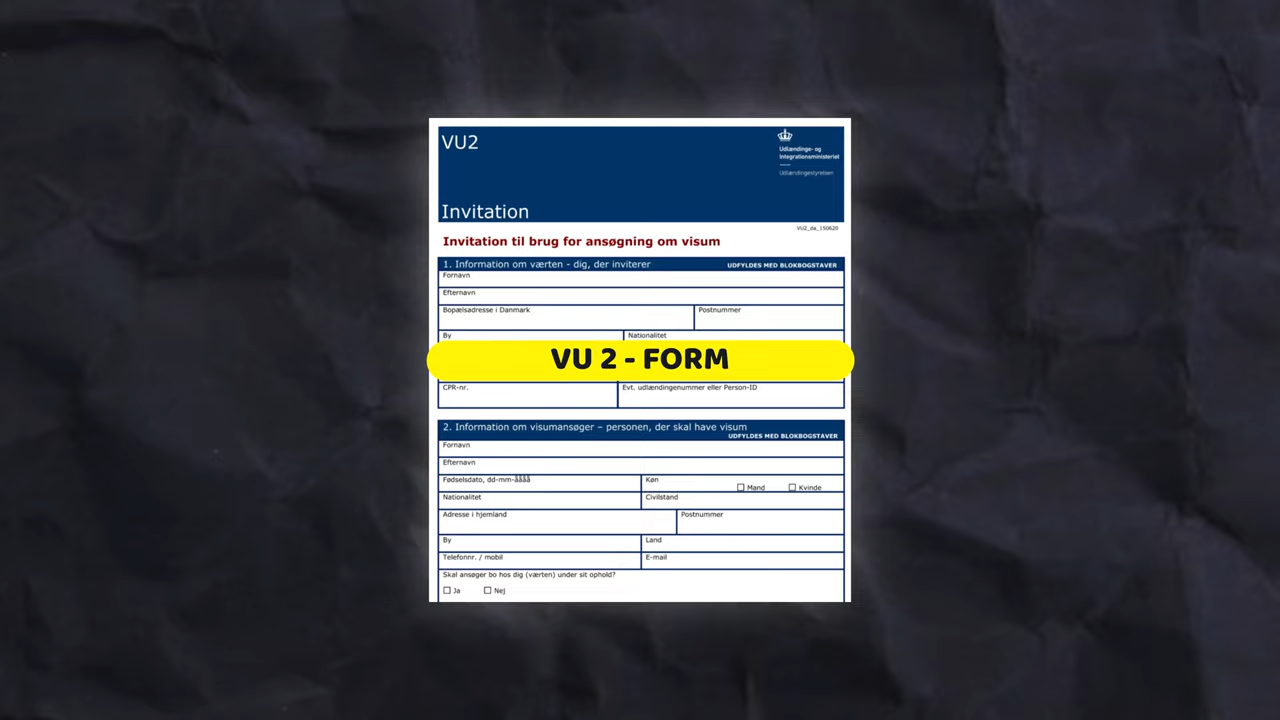 VU2
Udlændinge- og
Integrationsministeriet
Udlændingestyrelsen
Invitation
VU2_da_150620
Invitation til brug for ansøgning om visum
1. Information om værten - dig, der inviterer UDFYLDES MED BLOKBOGSTAVER
Fornavn
Efternavn
Bopælsadresse i Danmark Postnummer
By Nationalitet
VU 2 - FORM
CPR-nr. Evt. udlændingenummer eller Person-ID
2. Information om visumansøger – personen, der skal have visum
UDFYLDES MED BLOKBOGSTAVER
Fornavn
Efternavn
Fødselsdato, dd-mm-åååå Køn
Mand Kvinde
Nationalitet Civilstand
Adresse i hjemland Postnummer
By Land
Telefonnr. / mobil E-mail
Skal ansøger bo hos dig (værten) under sit ophold?
Ja Nej